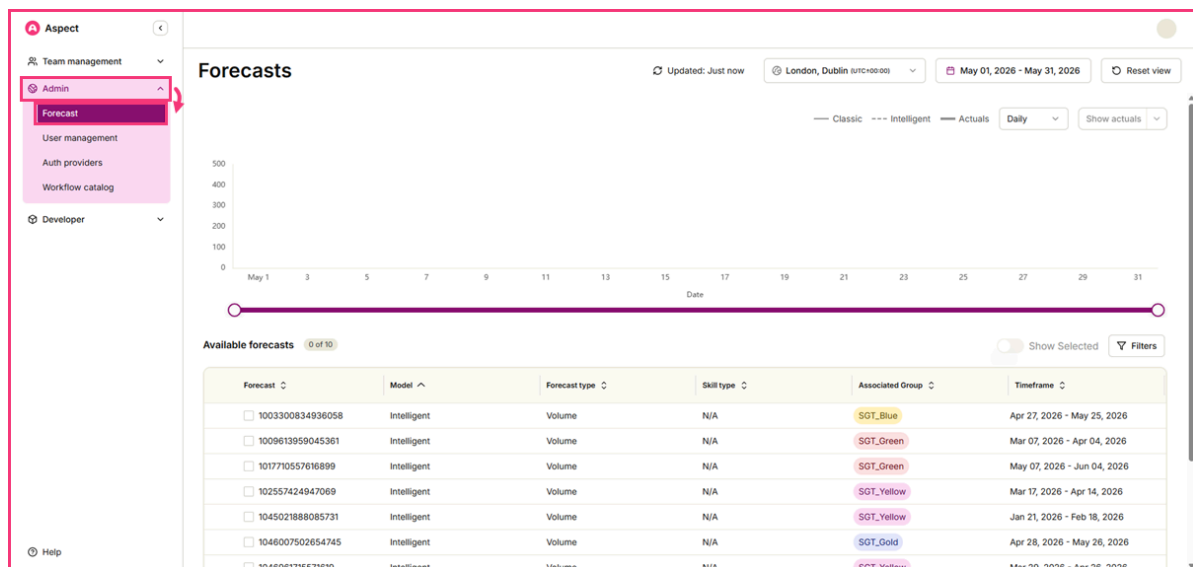 Aspect
Team management
Admin
Forecast
User management
Auth providers
Workflow catalog
Developer
Help
Forecasts
Updated: Just now
London, Dublin (UTC+00:00)
May 01, 2026 - May 31, 2026
Reset view
Classic Intelligent Actuals Daily Show actuals
500
400
300
200
100
0
May 1 3 5 7 9 11 13 15 17 19 21 23 25 27 29 31
Date
Available forecasts 0 of 10 Show Selected Filters
Forecast Model Forecast type Skill type Associated Group Timeframe
1003300834936058 Intelligent Volume N/A SGT_Blue Apr 27, 2026 - May 25, 2026
1009613959045361 Intelligent Volume N/A SGT_Green Mar 07, 2026 - Apr 04, 2026
1017710557616899 Intelligent Volume N/A SGT_Green May 07, 2026 - Jun 04, 2026
102557424947069 Intelligent Volume N/A SGT_Yellow Mar 17, 2026 - Apr 14, 2026
1045021888085731 Intelligent Volume N/A SGT_Yellow Jan 21, 2026 - Feb 18, 2026
1046007502654745 Intelligent Volume N/A SGT_Gold Apr 28, 2026 - May 26, 2026
Intelligent Volume N/A SGT_Yellow